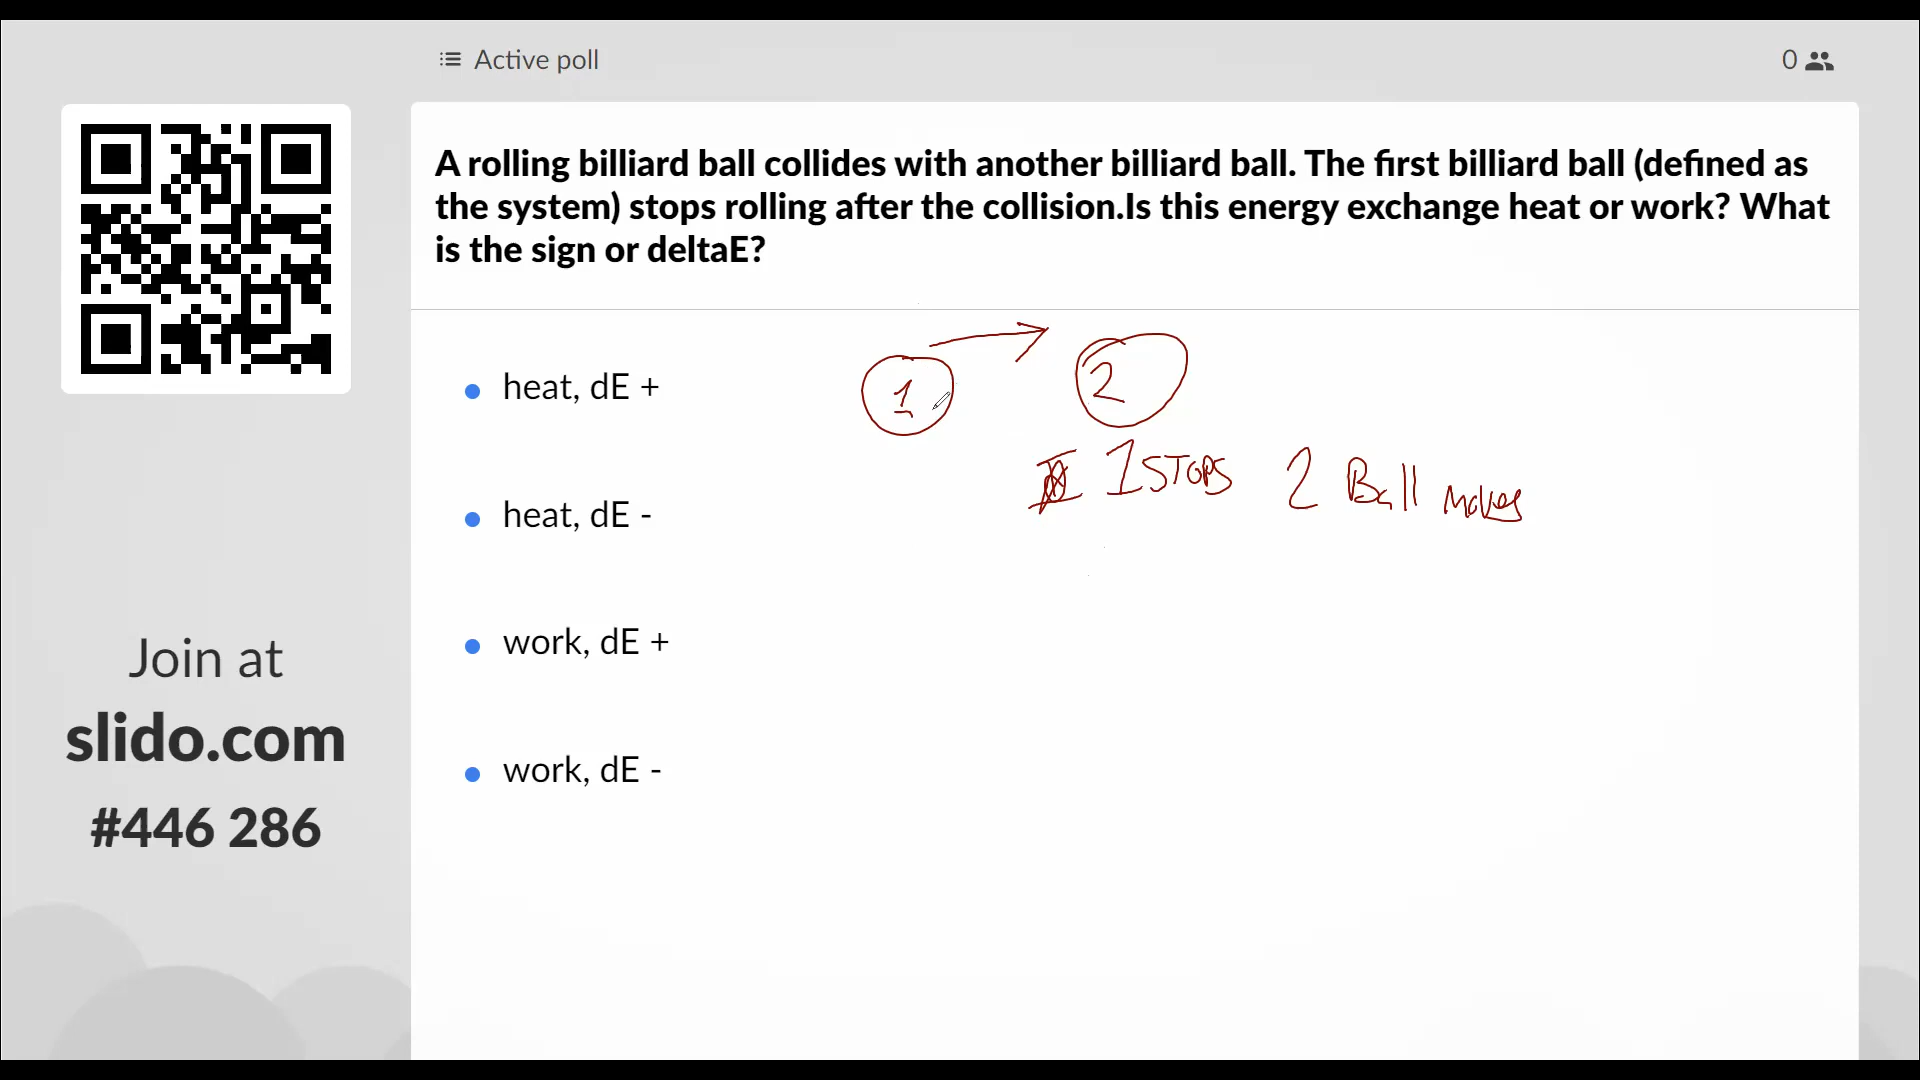 Active poll
0
A rolling billiard ball collides with another billiard ball. The first billiard ball (defined as
the system) stops rolling after the collision.Is this energy exchange heat or work? What
is the sign or deltaE?
heat, dE +
heat, dE -
work, dE +
work, dE -
1
2
1 STOPS 2 Ball moves
Join at
slido.com
#446 286